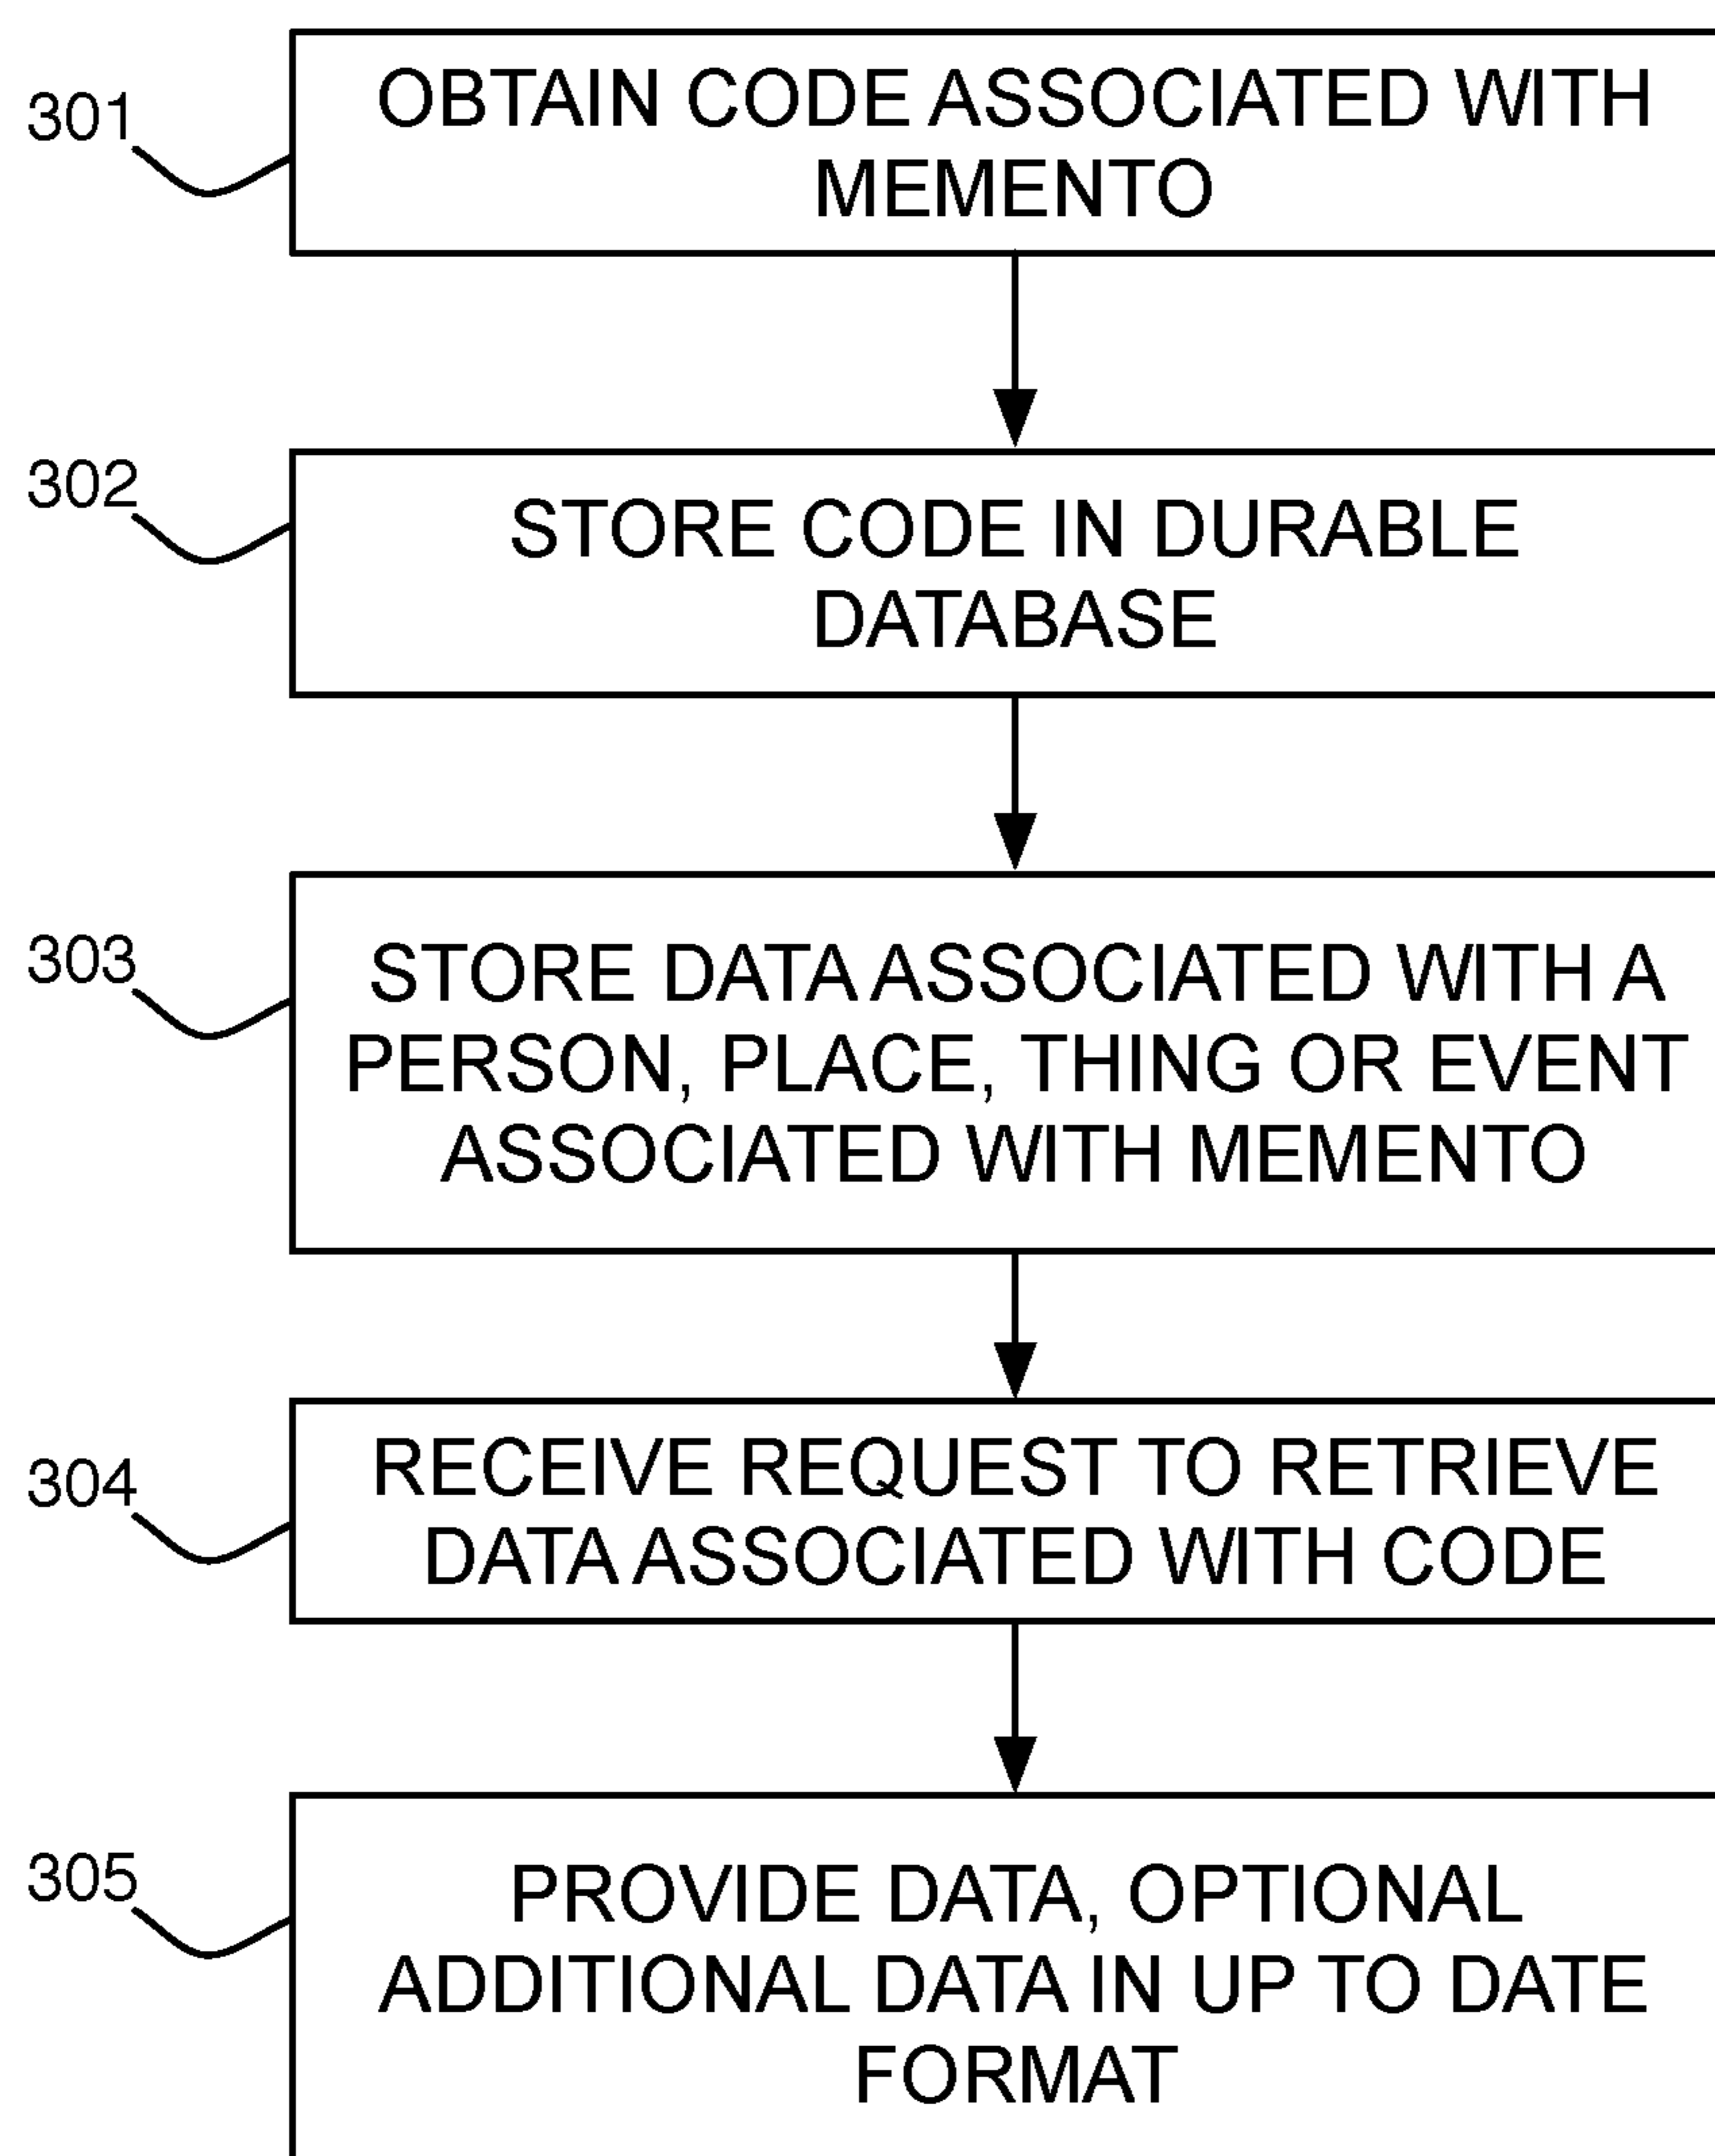 301
OBTAIN CODE ASSOCIATED WITH
MEMENTO
302
STORE CODE IN DURABLE
DATABASE
303
STORE DATA ASSOCIATED WITH A
PERSON, PLACE, THING OR EVENT
ASSOCIATED WITH MEMENTO
304
RECEIVE REQUEST TO RETRIEVE
DATA ASSOCIATED WITH CODE
305
PROVIDE DATA, OPTIONAL
ADDITIONAL DATA IN UP TO DATE
FORMAT